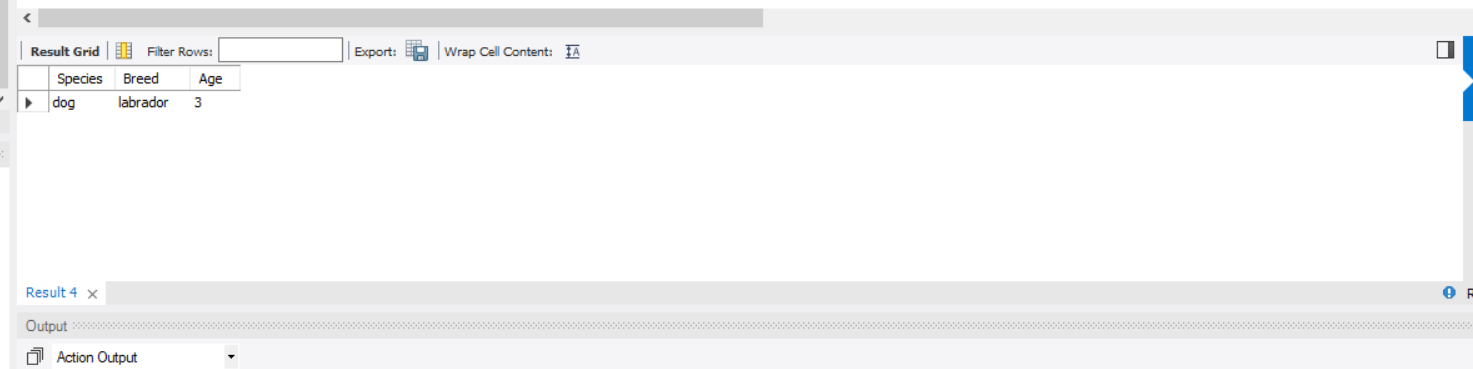 Result Grid Filter Rows: Export: Wrap Cell Content: IA
Species Breed Age
dog labrador 3
Result 4
Output
Action Output